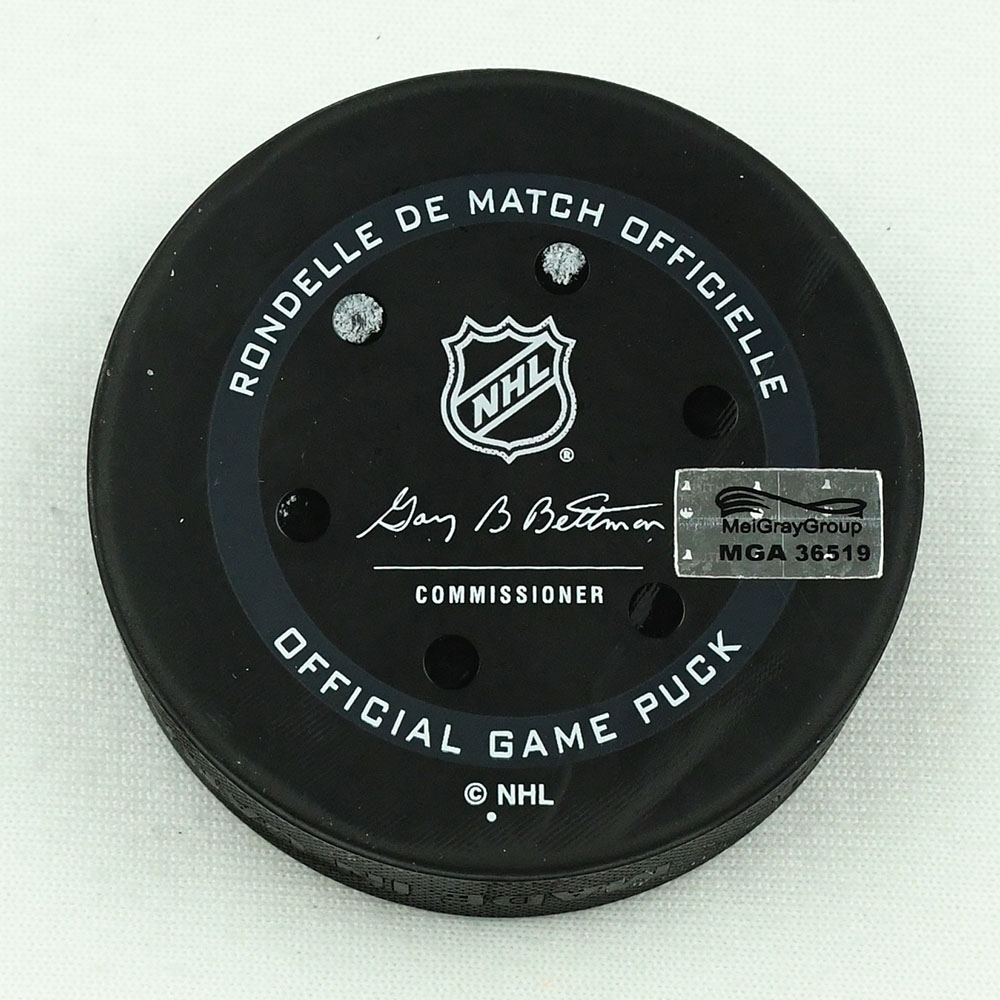 RONDELLE DE MATCH OFFICIELLE
NHL
®
Gary B Bettman
COMMISSIONER
MeiGrayGroup
MGA 36519
OFFICIAL GAME PUCK
© NHL